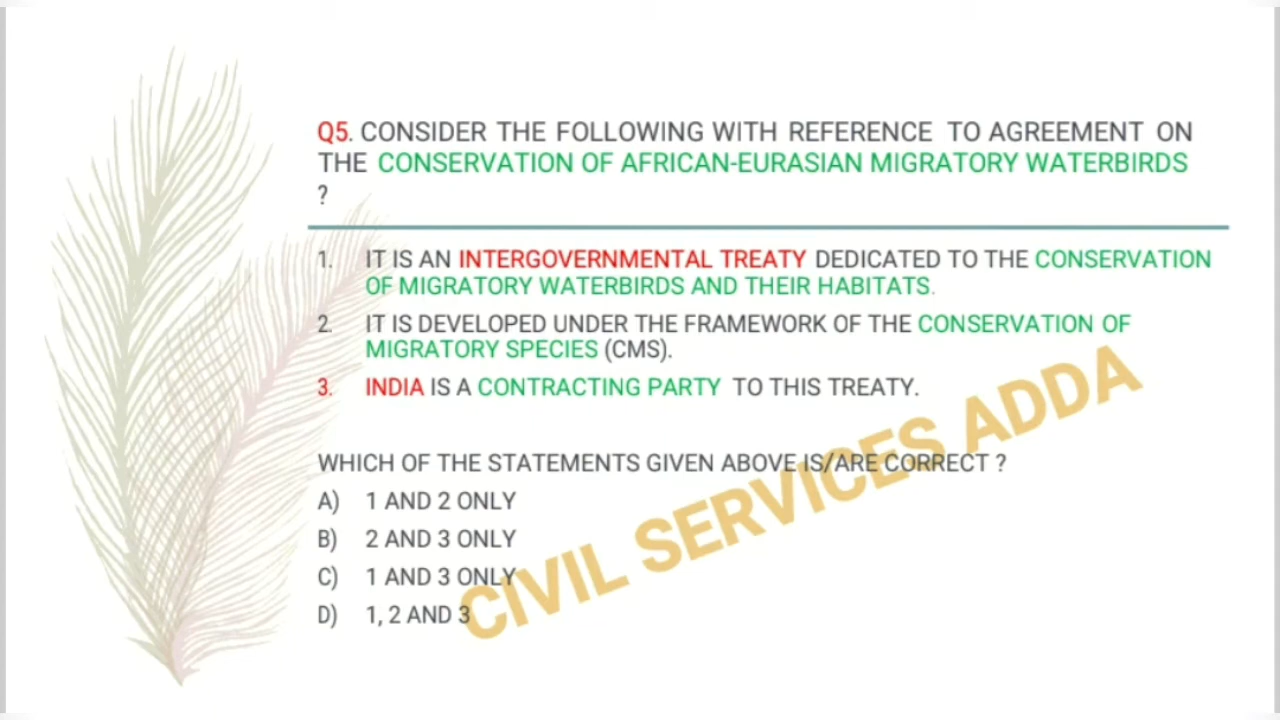 Q5. CONSIDER THE FOLLOWING WITH REFERENCE TO AGREEMENT ON
THE CONSERVATION OF AFRICAN-EURASIAN MIGRATORY WATERBIRDS
?
1. IT IS AN INTERGOVERNMENTAL TREATY DEDICATED TO THE CONSERVATION
OF MIGRATORY WATERBIRDS AND THEIR HABITATS.
2. IT IS DEVELOPED UNDER THE FRAMEWORK OF THE CONSERVATION OF
MIGRATORY SPECIES (CMS).
3. INDIA IS A CONTRACTING PARTY TO THIS TREATY.
WHICH OF THE STATEMENTS GIVEN ABOVE IS/ARE CORRECT ?
A) 1 AND 2 ONLY
B) 2 AND 3 ONLY
C) 1 AND 3 ONLY
D) 1, 2 AND 3
CIVIL SERVICES ADDA